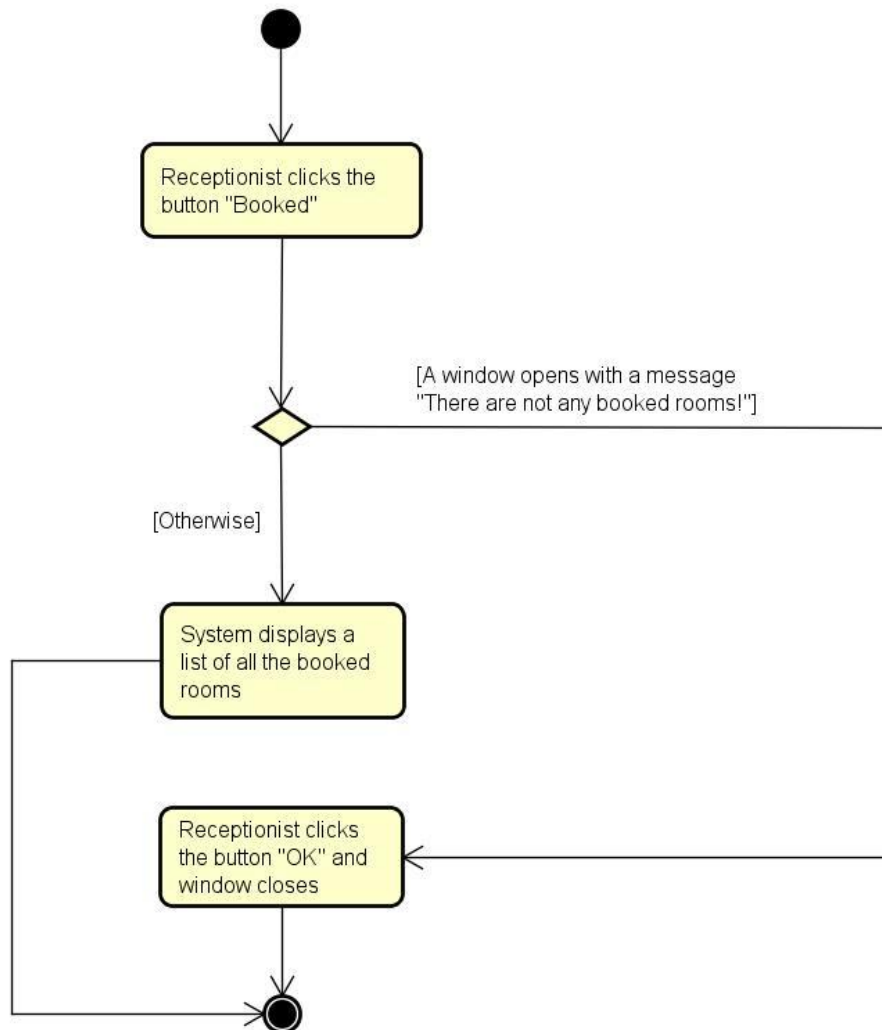 Receptionist clicks the
button "Booked"
[A window opens with a message
"There are not any booked rooms!"]
[Otherwise]
System displays a
list of all the booked
rooms
Receptionist clicks
the button "OK" and
window closes